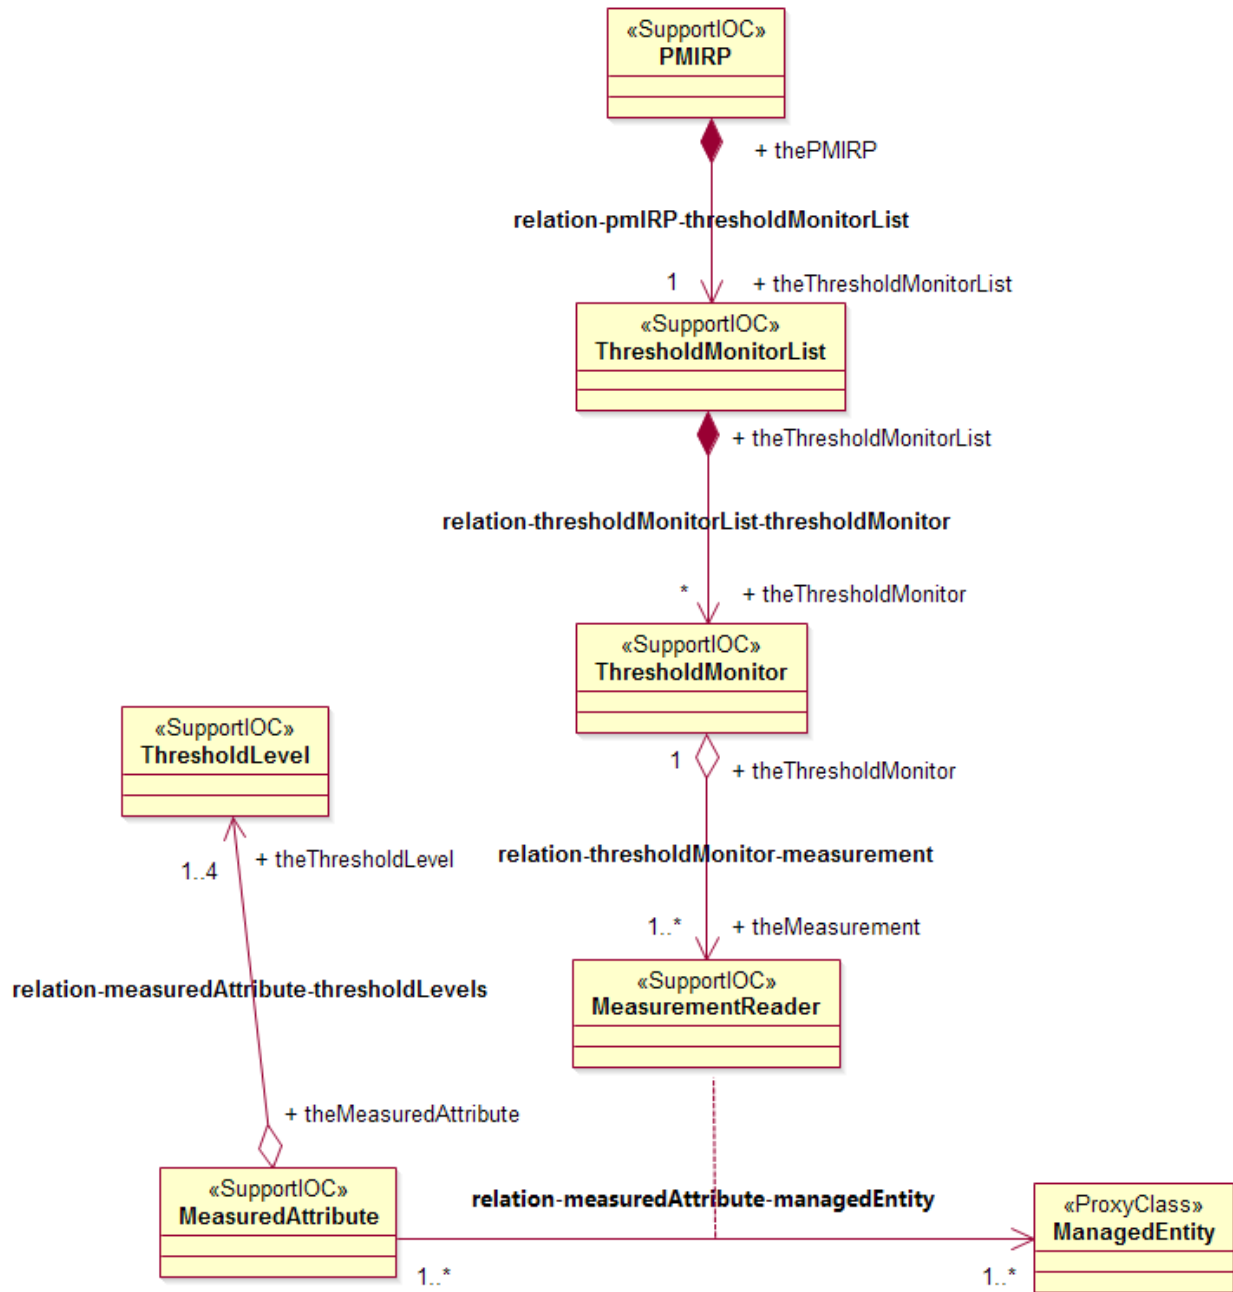 «SupportIOC»
PMIRP
+ thePMIRP
relation-pmIRP-thresholdMonitorList
1 + theThresholdMonitorList
«SupportIOC»
ThresholdMonitorList
+ theThresholdMonitorList
relation-thresholdMonitorList-thresholdMonitor
* + theThresholdMonitor
«SupportIOC»
ThresholdMonitor
1 + theThresholdMonitor
«SupportIOC»
ThresholdLevel
1..4 + theThresholdLevel
relation-thresholdMonitor-measurement
1..* + theMeasurement
«SupportIOC»
MeasurementReader
relation-measuredAttribute-thresholdLevels
+ theMeasuredAttribute
«SupportIOC»
MeasuredAttribute
relation-measuredAttribute-managedEntity
«ProxyClass»
ManagedEntity
1..* 1..*